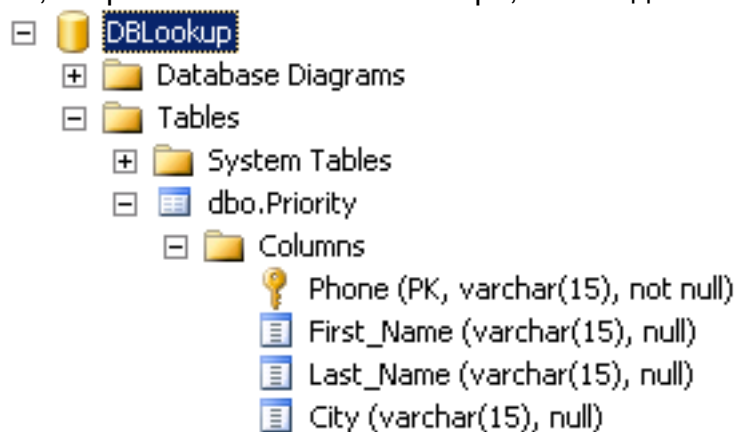 DBLookup
Database Diagrams
Tables
System Tables
dbo.Priority
Columns
Phone (PK, varchar(15), not null)
First_Name (varchar(15), null)
Last_Name (varchar(15), null)
City (varchar(15), null)